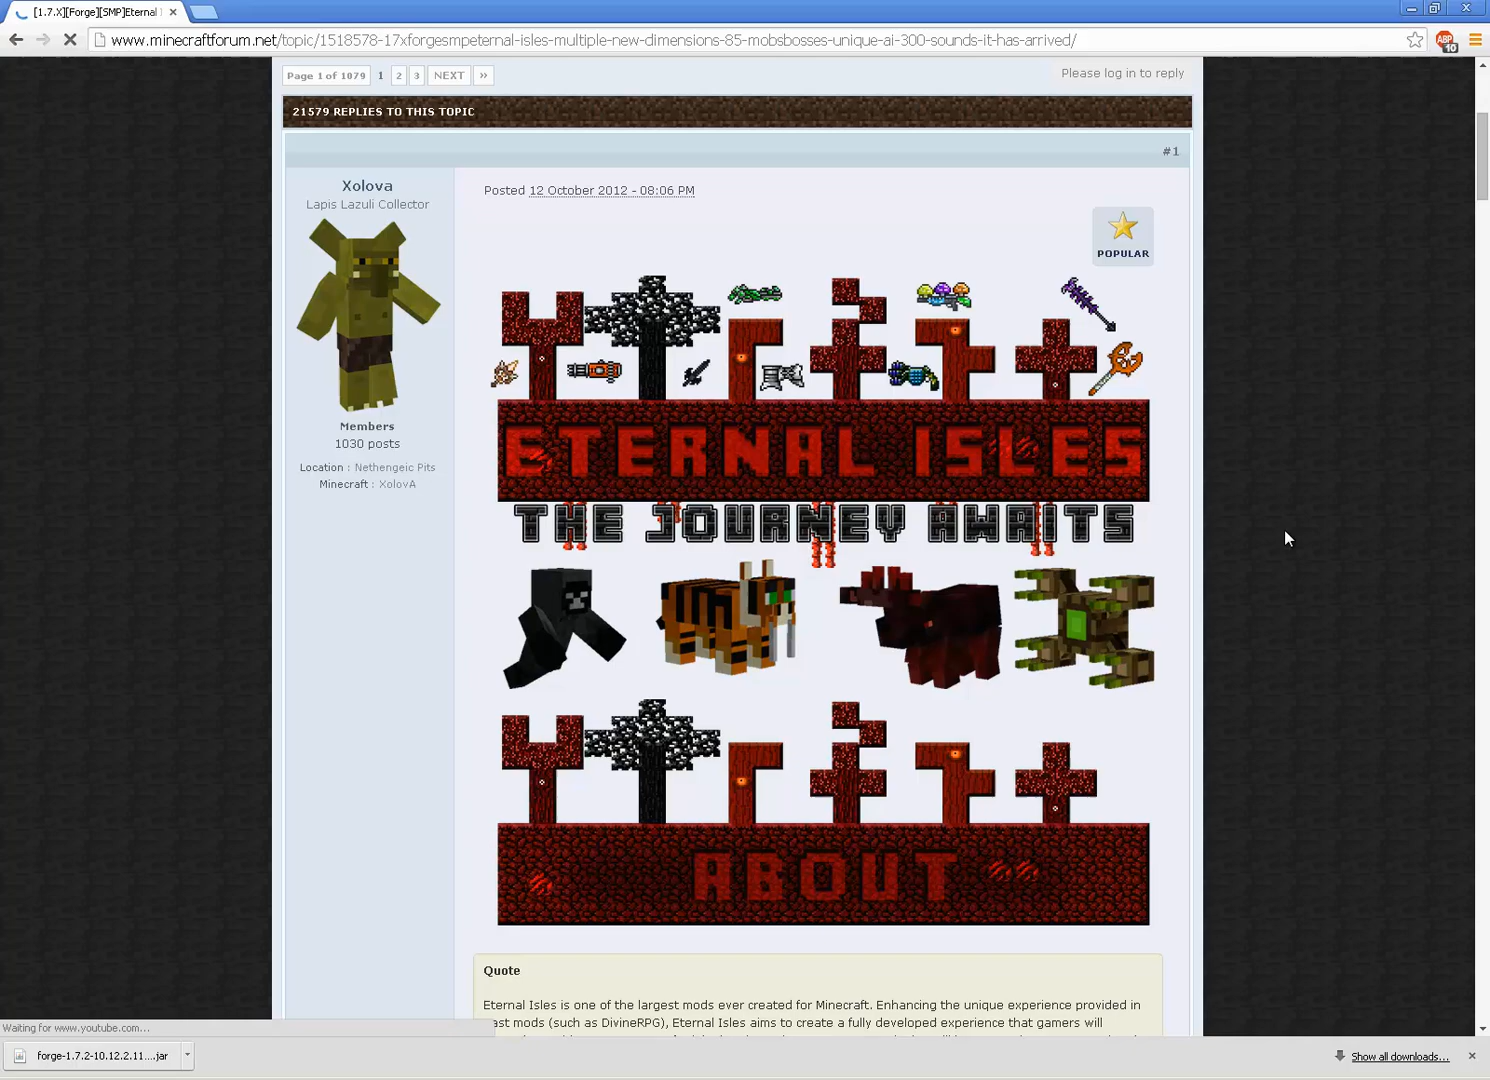 [1.7.X][Forge][SMP]Eternal
www.minecraftforum.net/topic/1518578-17xforgesmpeternal-isles-multiple-new-dimensions-85-mobsbosses-unique-ai-300-sounds-it-has-arrived/
ABP
10
Page 1 of 1079 1 2 3 NEXT »
Please log in to reply
21579 REPLIES TO THIS TOPIC
#1
Xolova
Lapis Lazuli Collector
Posted 12 October 2012 - 08:06 PM
POPULAR
Members
1030 posts
Location : Nethengeic Pits
Minecraft : XolovA
ETERNAL ISLES
THE JOURNEY AWAITS
ABOUT
Quote
Eternal Isles is one of the largest mods ever created for Minecraft. Enhancing the unique experience provided in
ast mods (such as DivineRPG), Eternal Isles aims to create a fully developed experience that gamers will
Waiting for www.youtube.com...
forge-1.7.2-10.12.2.11....jar
Show all downloads...